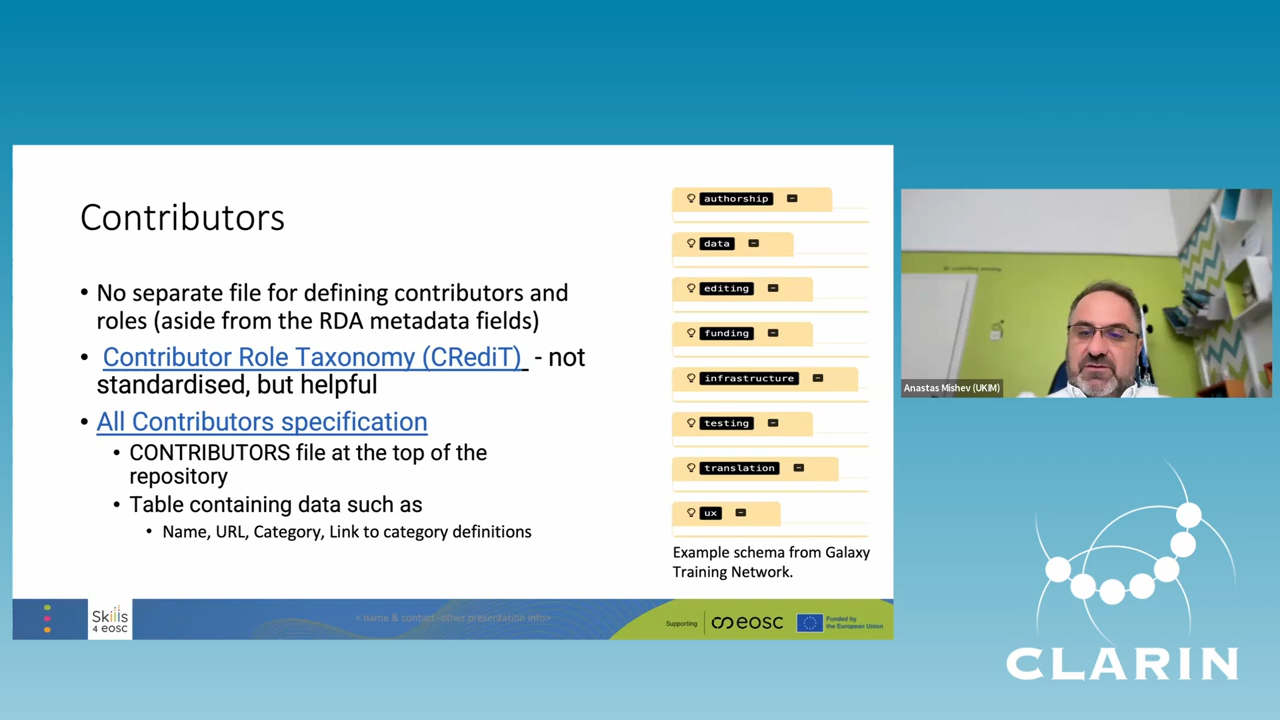 Contributors
• No separate file for defining contributors and
roles (aside from the RDA metadata fields)
• Contributor Role Taxonomy (CRediT) - not
standardised, but helpful
• All Contributors specification
• CONTRIBUTORS file at the top of the
repository
• Table containing data such as
• Name, URL, Category, Link to category definitions
authorship
data
editing
funding
infrastructure
testing
translation
ux
Example schema from Galaxy
Training Network.
Skills
4 eosc
< name & contact -other presentation info>
Supporting
eosc
Funded by
the European Union
Anastas Mishev (UKIM)
CLARIN